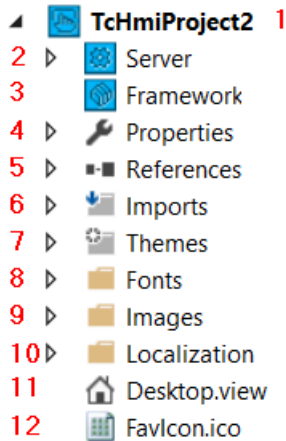 TcHmiProject2 1
2 Server
3 Framework
4 Properties
5 References
6 Imports
7 Themes
8 Fonts
9 Images
10 Localization
11 Desktop.view
12 FavIcon.ico